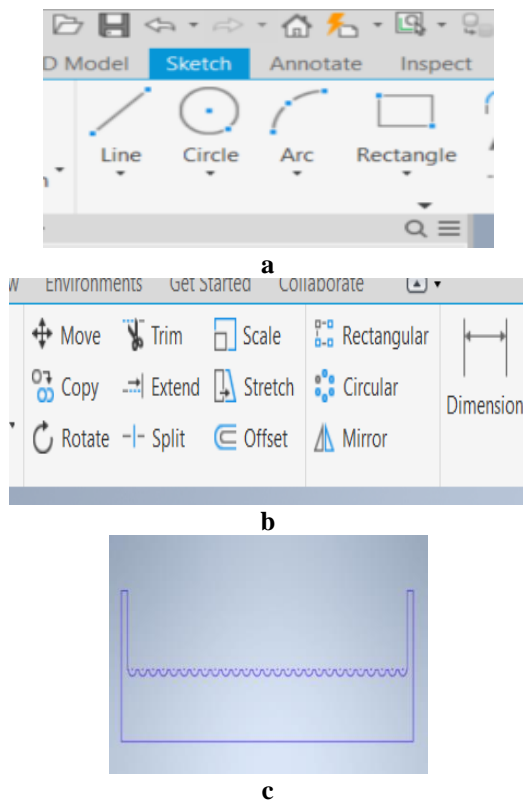 D Model Sketch Annotate Inspect
Line Circle Arc Rectangle
a
Environments Get Started Collaborate
Move Trim Scale Rectangular
Copy Extend Stretch Circular Dimension
Rotate Split Offset Mirror
b
c